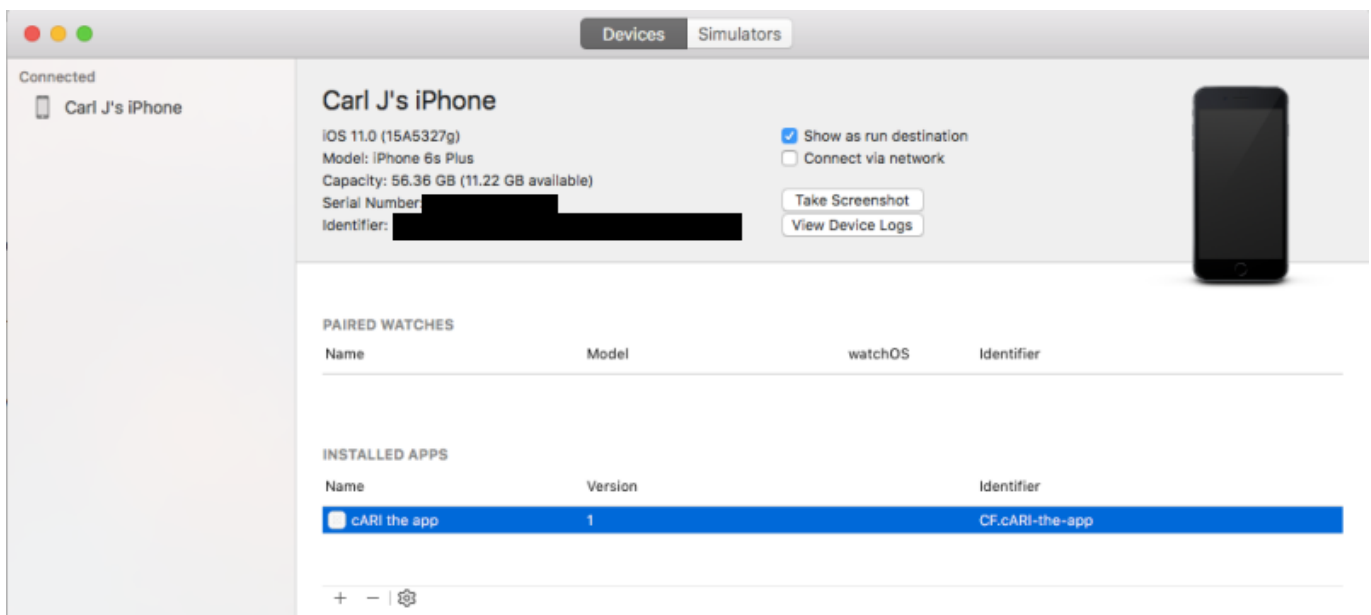 Devices Simulators
Connected
Carl J's iPhone
Carl J's iPhone
iOS 11.0 (15A5327g)
Model: iPhone 6s Plus
Capacity: 56.36 GB (11.22 GB available)
Serial Number:
Identifier:
Show as run destination
Connect via network
Take Screenshot
View Device Logs
PAIRED WATCHES
Name Model watchOS Identifier
INSTALLED APPS
Name Version Identifier
cARI the app 1 CF.cARI-the-app